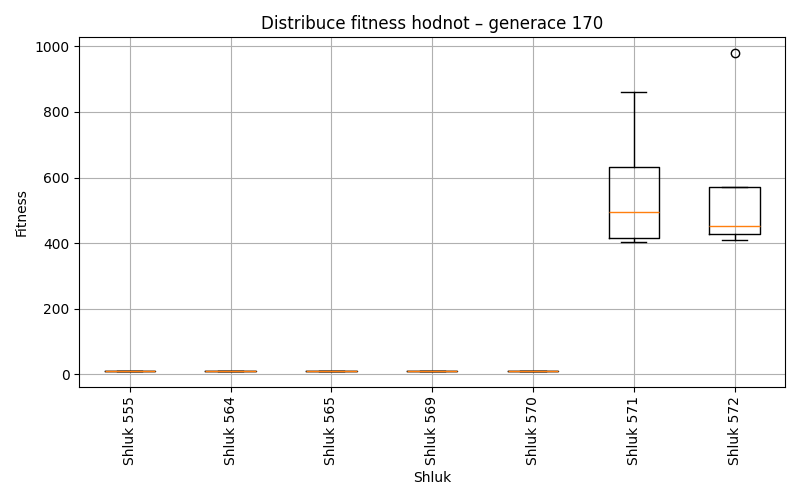 Distribuce fitness hodnot – generace 170
Fitness
1000
800
600
400
200
0
Shluk 555
Shluk 564
Shluk 565
Shluk 569
Shluk 570
Shluk 571
Shluk 572
Shluk